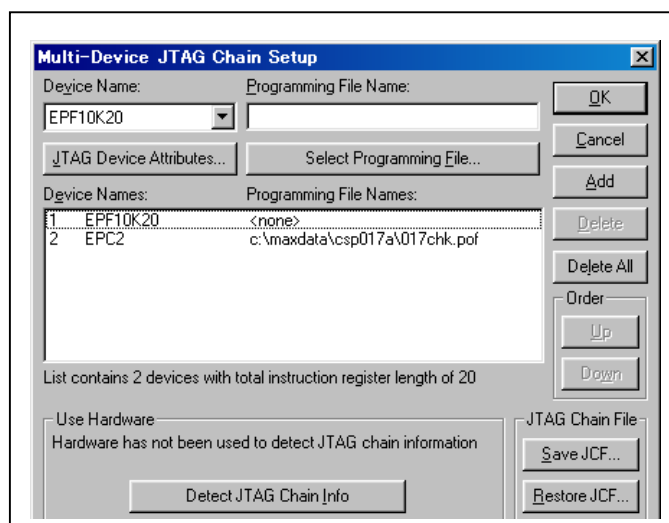 Multi-Device JTAG Chain Setup
Device Name: Programming File Name:
EPF10K20
OK
Cancel
JTAG Device Attributes... Select Programming File...
Add
Device Names: Programming File Names:
1 EPF10K20 <none>
2 EPC2 c:\maxdata\csp017a\017chk.pof
Delete
Delete All
Order
Up
Down
List contains 2 devices with total instruction register length of 20
Use Hardware
Hardware has not been used to detect JTAG chain information
Detect JTAG Chain Info
JTAG Chain File
Save JCF...
Restore JCF...